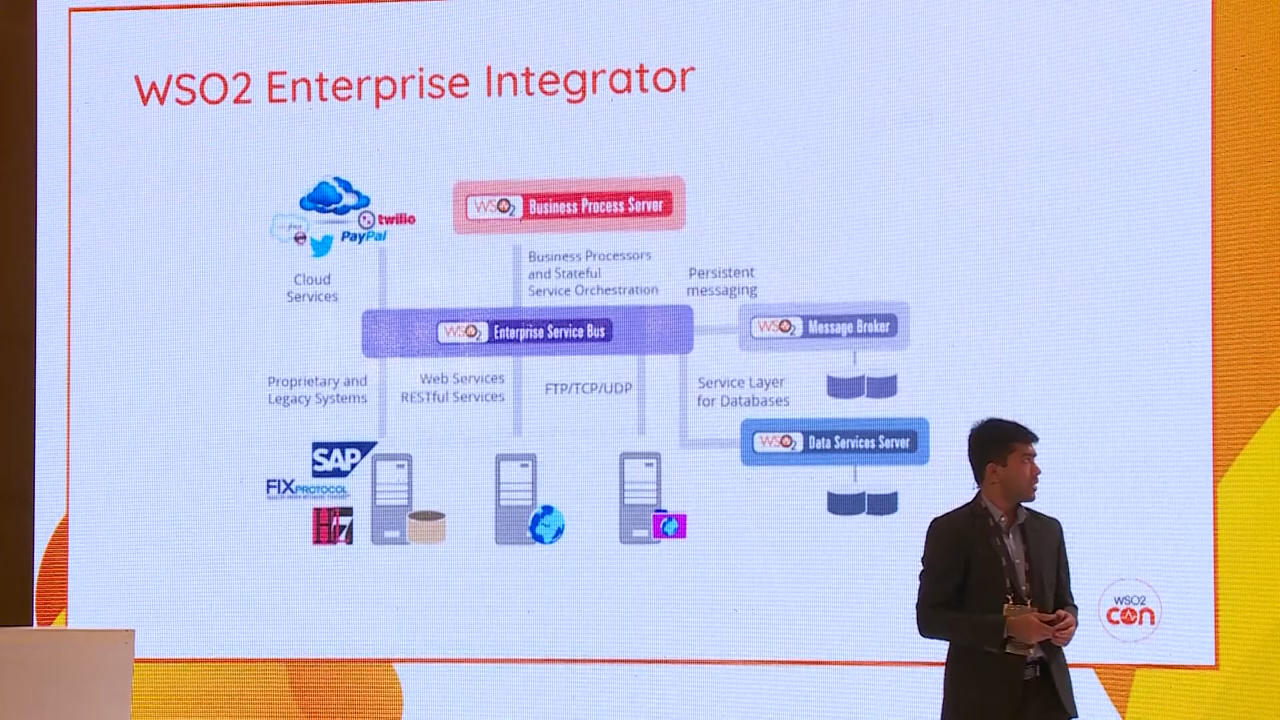 WSO2 Enterprise Integrator
WSO2 Business Process Server
twilio
PayPal
Cloud
Services
Business Processors
and Stateful
Service Orchestration
Persistent
messaging
WSO2 Enterprise Service Bus
WSO2 Message Broker
Proprietary and
Legacy Systems
Web Services
RESTful Services
FTP/TCP/UDP
Service Layer
for Databases
WSO2 Data Services Server
SAP
FIX PROTOCOL
H7
WSO2
CON